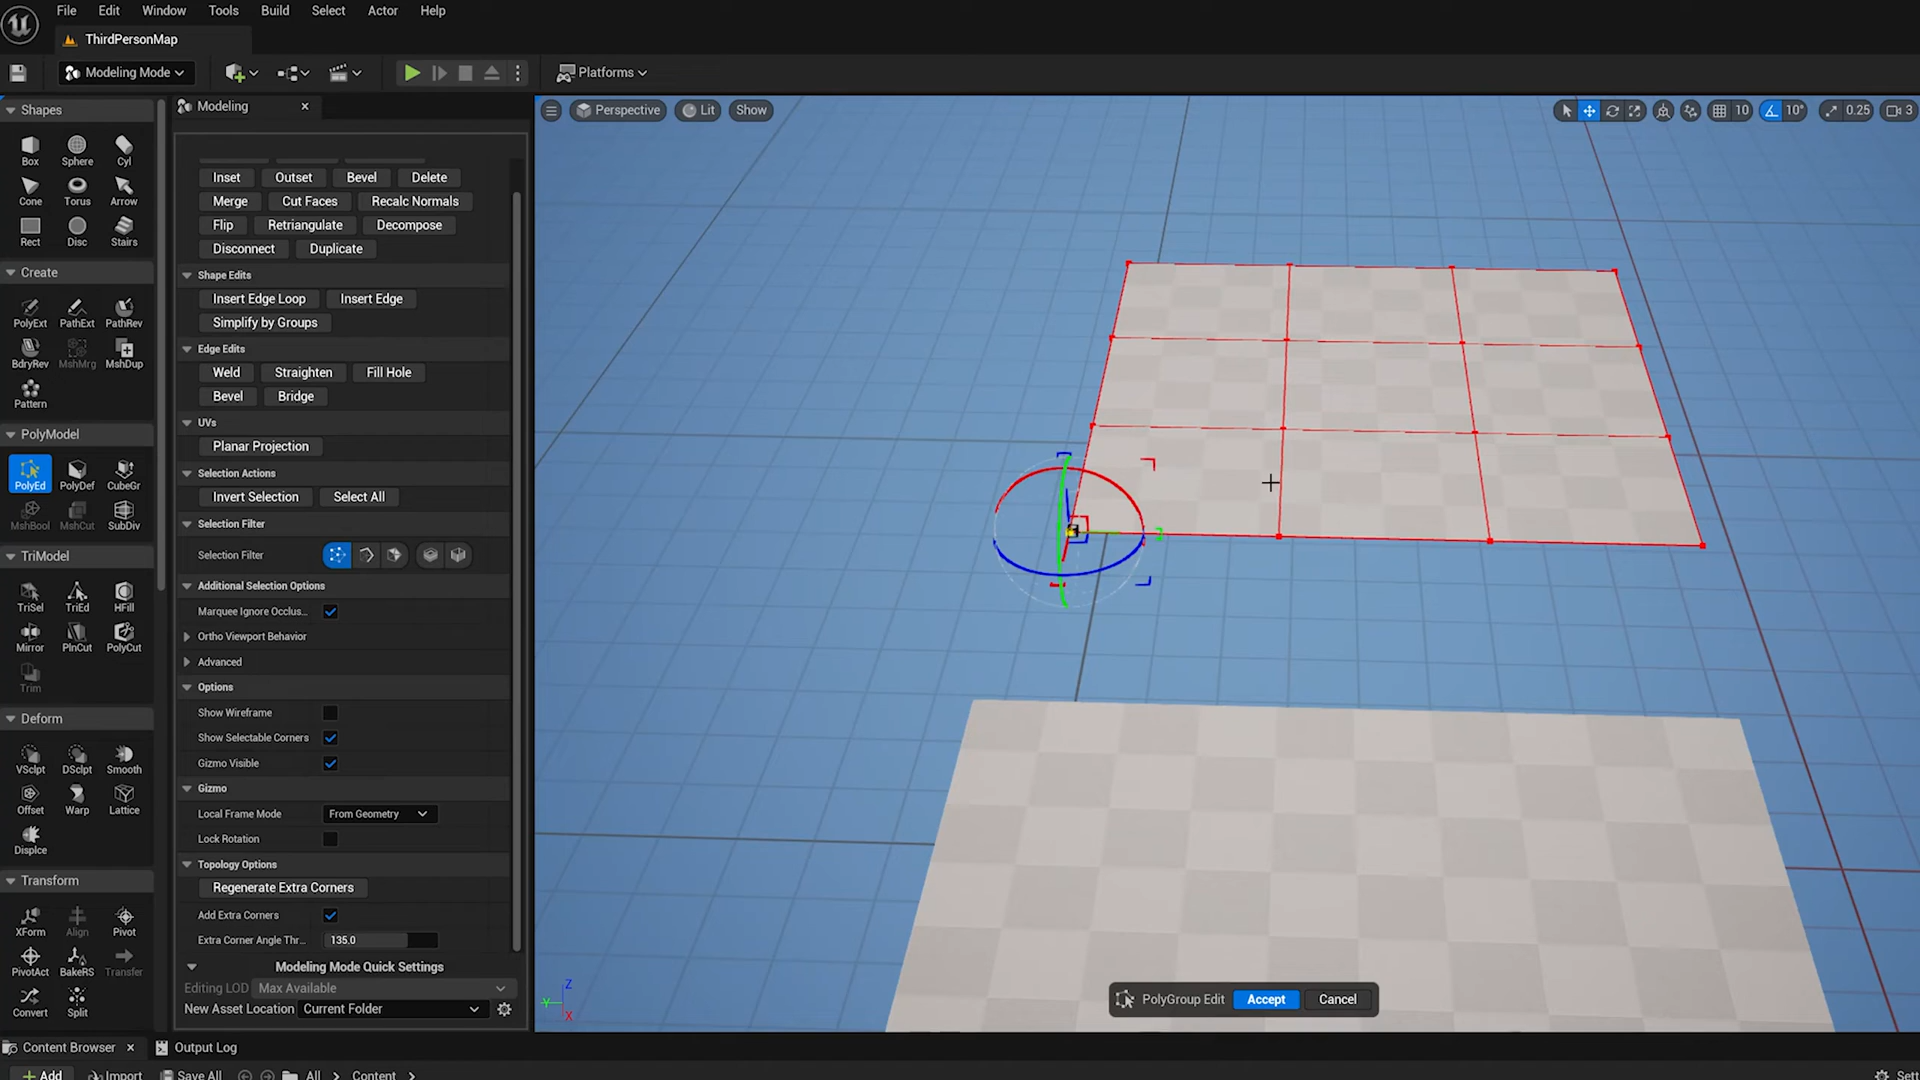 File Edit Window Tools Build Select Actor Help
ThirdPersonMap
Modeling Mode
Platforms
Shapes
Box Sphere Cyl
Cone Torus Arrow
Rect Disc Stairs
Create
PolyExt PathExt PathRev
BdryRev MshMrg MshDup
Pattern
PolyModel
PolyEd PolyDef CubeGr
MshBool MshCut SubDiv
TriModel
TriSel TriEd HFill
Mirror PlnCut PolyCut
Trim
Deform
VSclpt DSclpt Smooth
Offset Warp Lattice
Displce
Transform
XForm Align Pivot
PivotAct BakeRS Transfer
Convert Split
Modeling
Inset Outset Bevel Delete
Merge Cut Faces Recalc Normals
Flip Retriangulate Decompose
Disconnect Duplicate
Shape Edits
Insert Edge Loop Insert Edge
Simplify by Groups
Edge Edits
Weld Straighten Fill Hole
Bevel Bridge
UVs
Planar Projection
Selection Actions
Invert Selection Select All
Selection Filter
Selection Filter
Additional Selection Options
Marquee Ignore Occlus...
Ortho Viewport Behavior
Advanced
Options
Show Wireframe
Show Selectable Corners
Gizmo Visible
Gizmo
Local Frame Mode From Geometry
Lock Rotation
Topology Options
Regenerate Extra Corners
Add Extra Corners
Extra Corner Angle Thr... 135.0
Modeling Mode Quick Settings
Editing LOD Max Available
New Asset Location Current Folder
Perspective Lit Show
10 10° 0.25 3
Z
Y
X
PolyGroup Edit Accept Cancel
Content Browser Output Log
Add Import Save All All Content Sett